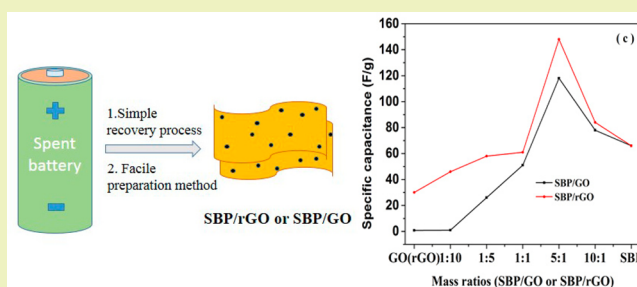 Spent
battery
1.Simple
recovery process
2. Facile
preparation method
SBP/rGO or SBP/GO
(c)
Specific capacitance (F/g)
160
140
120
100
80
60
40
20
0
SBP/GO
SBP/rGO
GO(rGO)1:10 1:5 1:1 5:1 10:1 SBP
Mass ratios (SBP/GO or SBP/rGO)